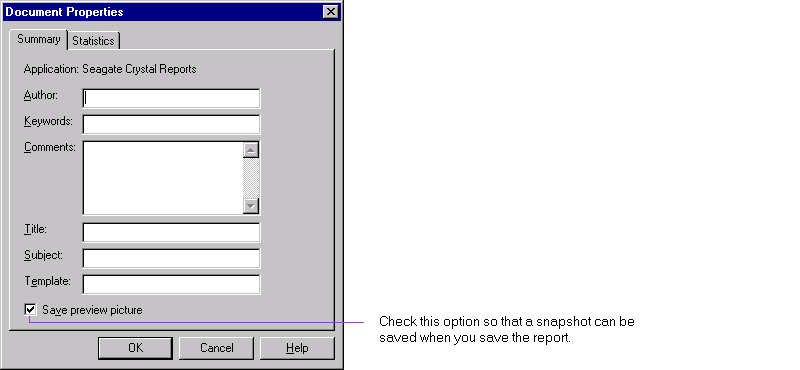 Document Properties
Summary
Statistics
Application: Seagate Crystal Reports
Author:
Keywords:
Comments:
Title:
Subject:
Template:
Save preview picture
Check this option so that a snapshot can be
saved when you save the report.
OK
Cancel
Help